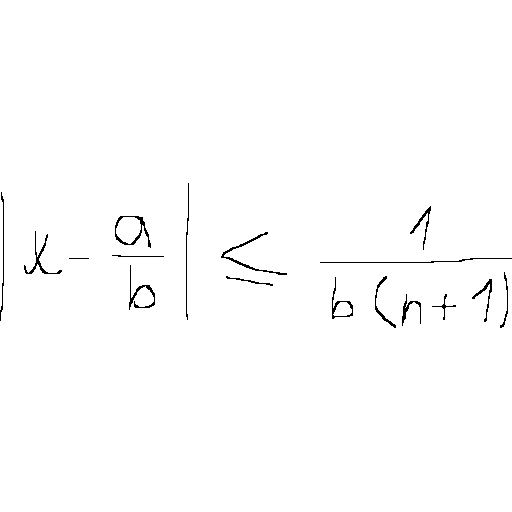 |x - a/b| ≤ 1/(b(n+1))